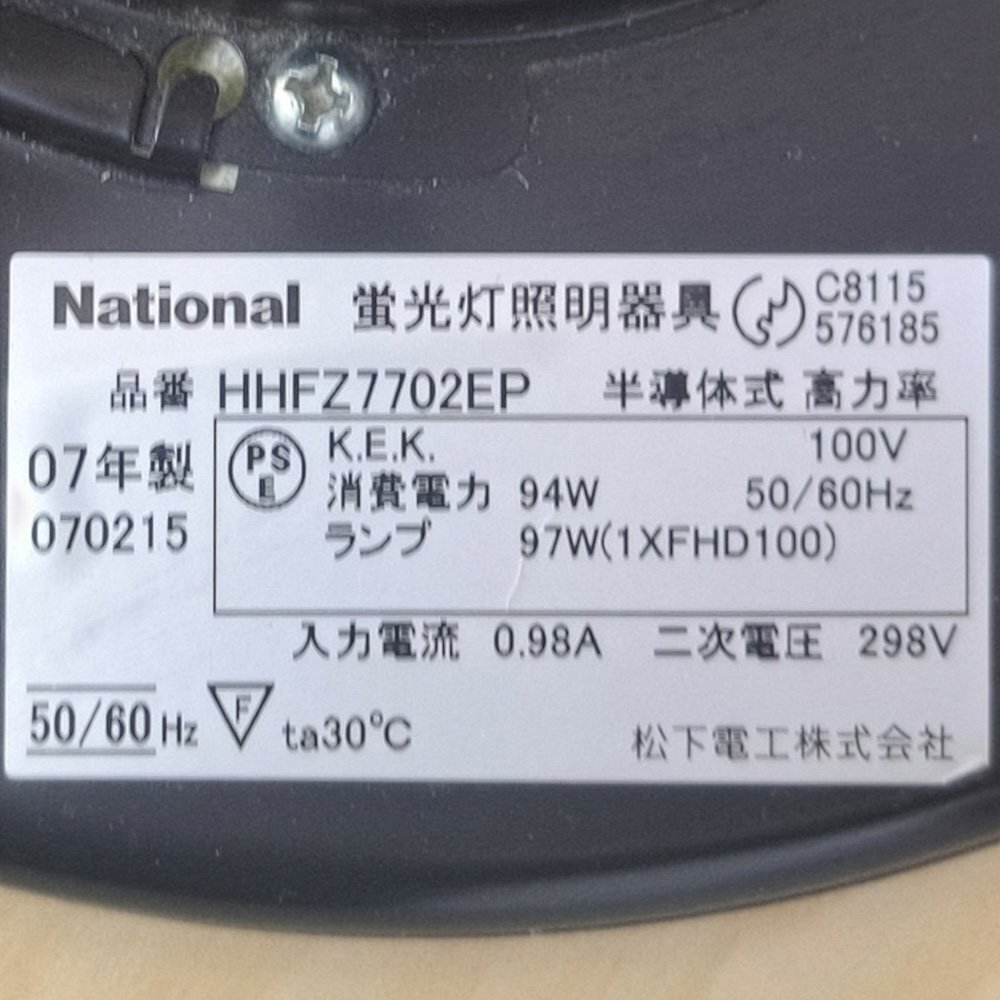 National 蛍光灯照明器具 C8115
576185
品番 HHFZ7702EP 半導体式 高力率
07年製
070215
PS
E
K.E.K. 100V
消費電力 94W 50/60Hz
ランプ 97W(1XFHD100)
入力電流 0.98A 二次電圧 298V
50/60Hz F ta30°C
松下電工株式会社